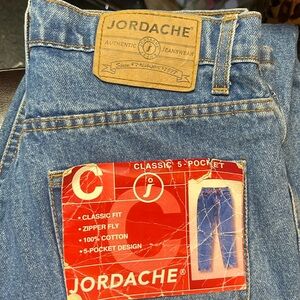 JORDACHE®
AUTHENTIC JEANSWEAR
CLASSIC 5-POCKET
C
• CLASSIC FIT
• ZIPPER FLY
• 100% COTTON
• 5-POCKET DESIGN
JORDACHE®